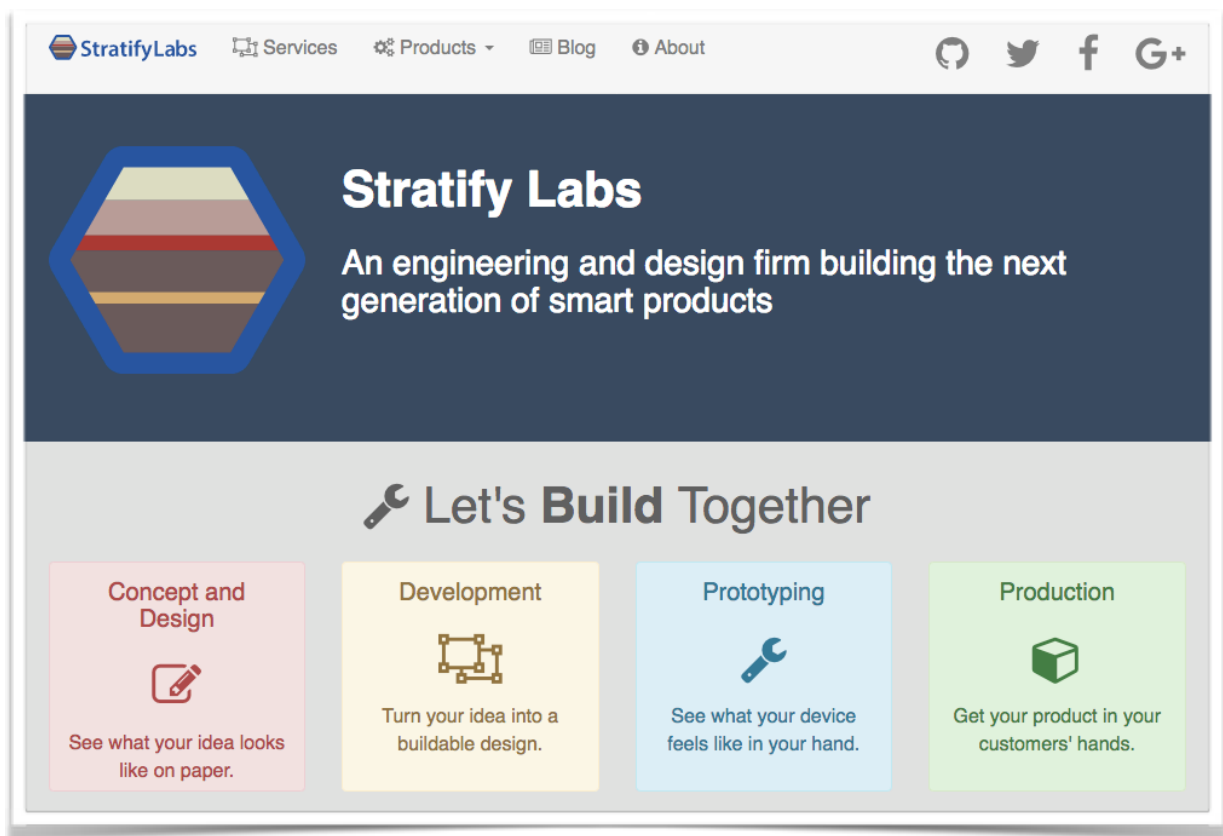 StratifyLabs Services Products Blog About
Stratify Labs
An engineering and design firm building the next
generation of smart products
Let's Build Together
Concept and
Design
See what your idea looks
like on paper.
Development
Turn your idea into a
buildable design.
Prototyping
See what your device
feels like in your hand.
Production
Get your product in your
customers' hands.